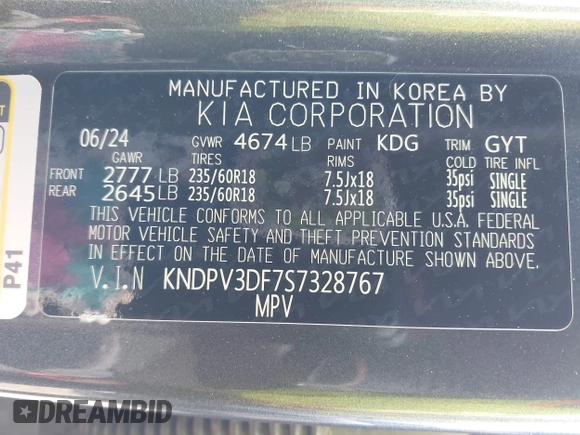 MANUFACTURED IN KOREA BY
KIA CORPORATION
06/24 GVWR 4674 LB PAINT KDG TRIM GYT
GAWR TIRES RIMS COLD TIRE INFL
FRONT 2777 LB 235/60R18 7.5Jx18 35psi SINGLE
REAR 2645 LB 235/60R18 7.5Jx18 35psi SINGLE
THIS VEHICLE CONFORMS TO ALL APPLICABLE U.S.A. FEDERAL
MOTOR VEHICLE SAFETY AND THEFT PREVENTION STANDARDS
IN EFFECT ON THE DATE OF MANUFACTURE SHOWN ABOVE.
V.I.N KNDPV3DF7S7328767
MPV
P41
DREAMBID